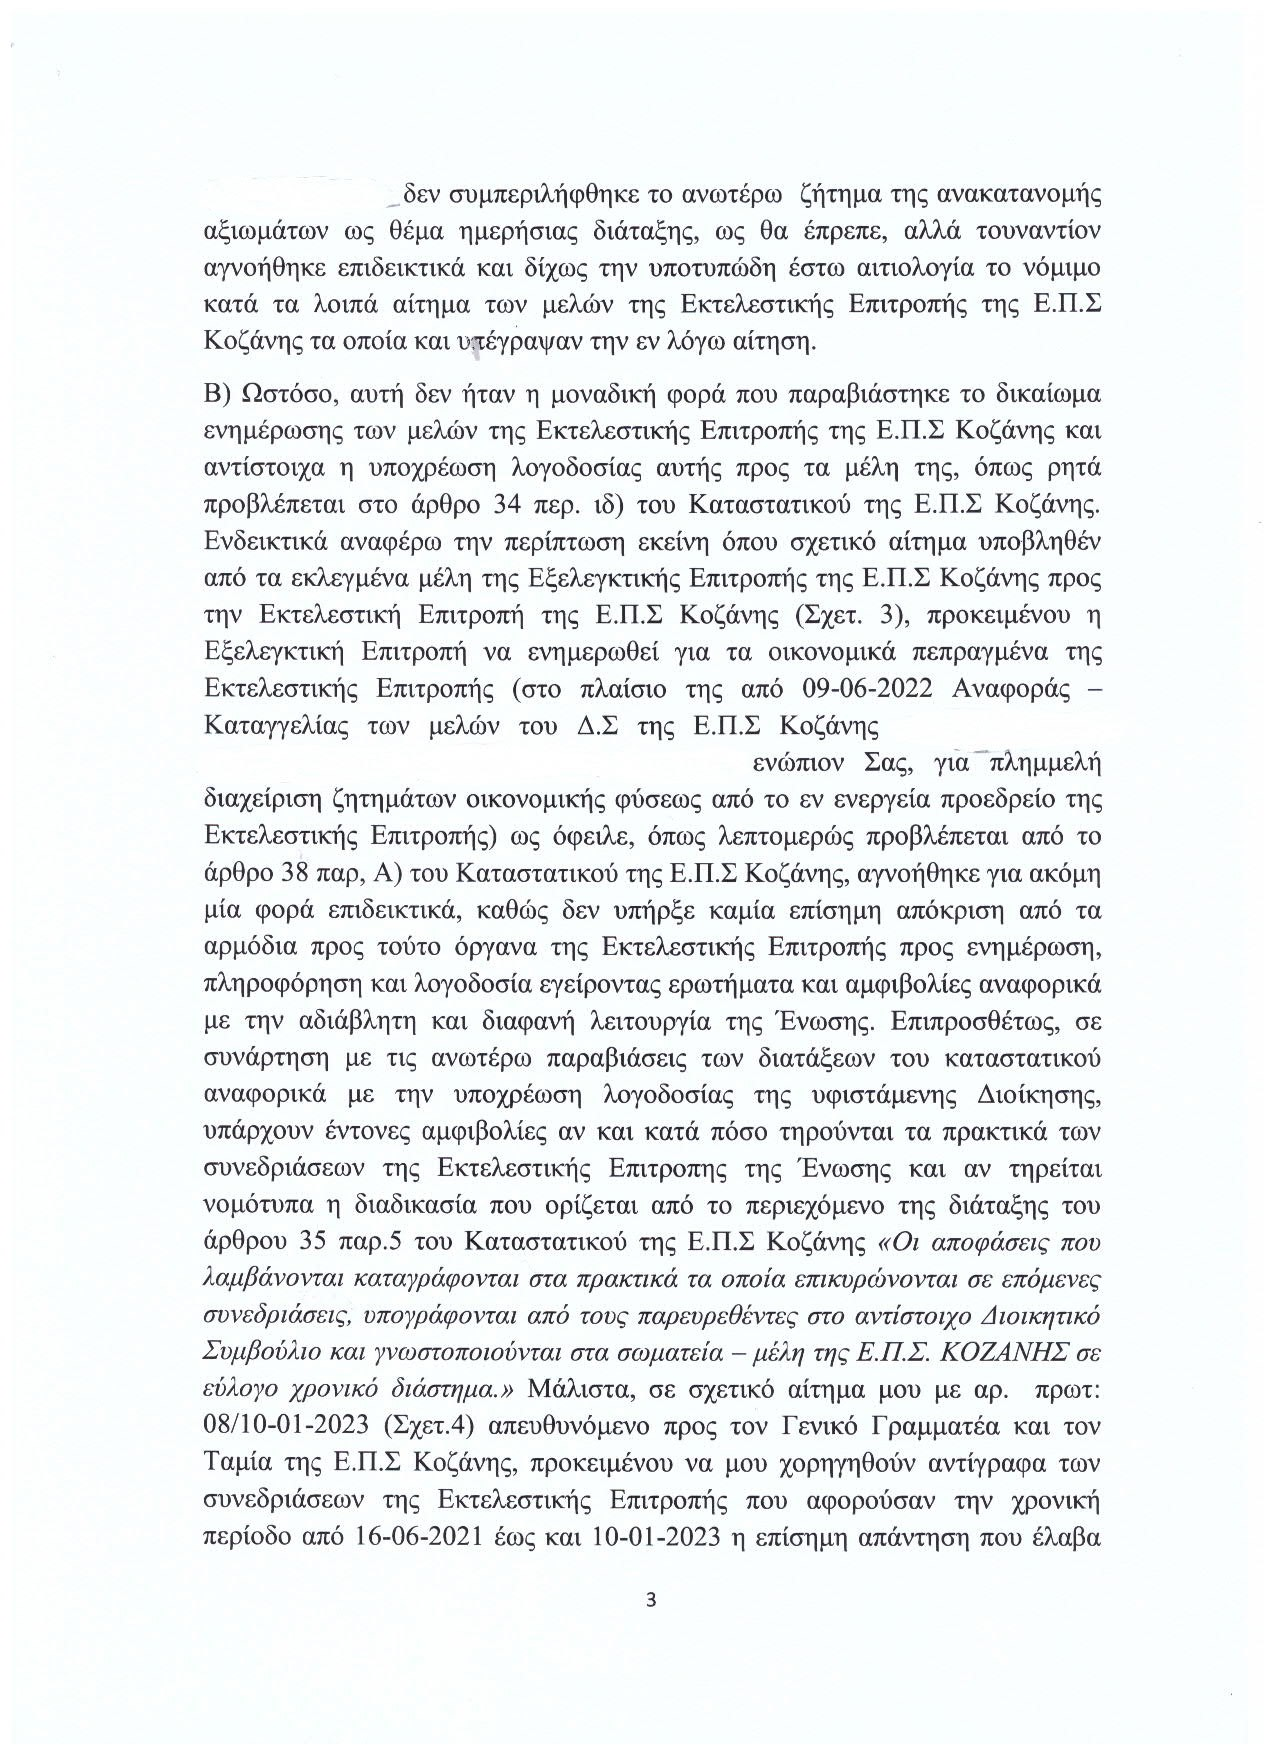 δεν συμπεριλήφθηκε το ανωτέρω ζήτημα της ανακατανομής
αξιωμάτων ως θέμα ημερήσιας διάταξης, ως θα έπρεπε, αλλά τουναντίον
αγνοήθηκε επιδεικτικά και δίχως την υποτυπώδη έστω αιτιολογία το νόμιμο
κατά τα λοιπά αίτημα των μελών της Εκτελεστικής Επιτροπής της Ε.Π.Σ
Κοζάνης τα οποία και υπέγραψαν την εν λόγω αίτηση.
Β) Ωστόσο, αυτή δεν ήταν η μοναδική φορά που παραβιάστηκε το δικαίωμα
ενημέρωσης των μελών της Εκτελεστικής Επιτροπής της Ε.Π.Σ Κοζάνης και
αντίστοιχα η υποχρέωση λογοδοσίας αυτής προς τα μέλη της, όπως ρητά
προβλέπεται στο άρθρο 34 περ. ιδ) του Καταστατικού της Ε.Π.Σ Κοζάνης.
Ενδεικτικά αναφέρω την περίπτωση εκείνη όπου σχετικό αίτημα υποβληθέν
από τα εκλεγμένα μέλη της Εξελεγκτικής Επιτροπής της Ε.Π.Σ Κοζάνης προς
την Εκτελεστική Επιτροπή της Ε.Π.Σ Κοζάνης (Σχετ. 3), προκειμένου η
Εξελεγκτική Επιτροπή να ενημερωθεί για τα οικονομικά πεπραγμένα της
Εκτελεστικής Επιτροπής (στο πλαίσιο της από 09-06-2022 Αναφοράς –
Καταγγελίας των μελών του Δ.Σ της Ε.Π.Σ Κοζάνης
ενώπιον Σας, για πλημμελή
διαχείριση ζητημάτων οικονομικής φύσεως από το εν ενεργεία προεδρείο της
Εκτελεστικής Επιτροπής) ως όφειλε, όπως λεπτομερώς προβλέπεται από το
άρθρο 38 παρ, Α) του Καταστατικού της Ε.Π.Σ Κοζάνης, αγνοήθηκε για ακόμη
μία φορά επιδεικτικά, καθώς δεν υπήρξε καμία επίσημη απόκριση από τα
αρμόδια προς τούτο όργανα της Εκτελεστικής Επιτροπής προς ενημέρωση,
πληροφόρηση και λογοδοσία εγείροντας ερωτήματα και αμφιβολίες αναφορικά
με την αδιάβλητη και διαφανή λειτουργία της Ένωσης. Επιπροσθέτως, σε
συνάρτηση με τις ανωτέρω παραβιάσεις των διατάξεων του καταστατικού
αναφορικά με την υποχρέωση λογοδοσίας της υφιστάμενης Διοίκησης,
υπάρχουν έντονες αμφιβολίες αν και κατά πόσο τηρούνται τα πρακτικά των
συνεδριάσεων της Εκτελεστικής Επιτροπης της Ένωσης και αν τηρείται
νομότυπα η διαδικασία που ορίζεται από το περιεχόμενο της διάταξης του
άρθρου 35 παρ.5 του Καταστατικού της Ε.Π.Σ Κοζάνης «Οι αποφάσεις που
λαμβάνονται καταγράφονται στα πρακτικά τα οποία επικυρώνονται σε επόμενες
συνεδριάσεις, υπογράφονται από τους παρευρεθέντες στο αντίστοιχο Διοικητικό
Συμβούλιο και γνωστοποιούνται στα σωματεία – μέλη της Ε.Π.Σ. ΚΟΖΑΝΗΣ σε
εύλογο χρονικό διάστημα.» Μάλιστα, σε σχετικό αίτημα μου με αρ. πρωτ:
08/10-01-2023 (Σχετ.4) απευθυνόμενο προς τον Γενικό Γραμματέα και τον
Ταμία της Ε.Π.Σ Κοζάνης, προκειμένου να μου χορηγηθούν αντίγραφα των
συνεδριάσεων της Εκτελεστικής Επιτροπής που αφορούσαν την χρονική
περίοδο από 16-06-2021 έως και 10-01-2023 η επίσημη απάντηση που έλαβα
3